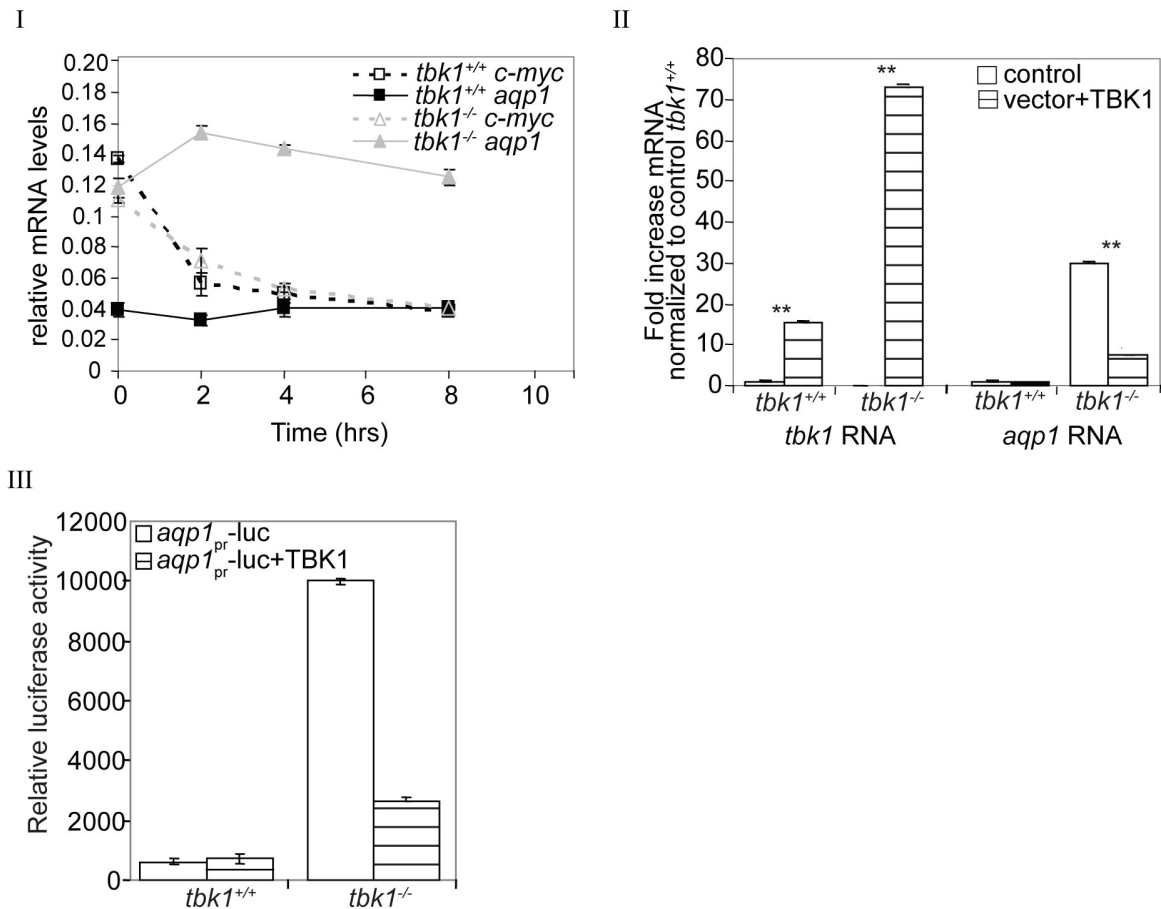 I
relative mRNA levels
0.20
0.18
0.16
0.14
0.12
0.1
0.08
0.06
0.04
0.02
0
0 2 4 6 8 10
Time (hrs)
tbk1+/+ c-myc
tbk1+/+ aqp1
tbk1-/- c-myc
tbk1-/- aqp1
II
Fold increase mRNA
normalized to control tbk1+/+
80
70
60
50
40
30
20
10
0
control
vector+TBK1
**
**
**
tbk1+/+ tbk1-/- tbk1+/+ tbk1-/-
tbk1 RNA aqp1 RNA
III
Relative luciferase activity
12000
10000
8000
6000
4000
2000
0
aqp1pr-luc
aqp1pr-luc+TBK1
tbk1+/+ tbk1-/-